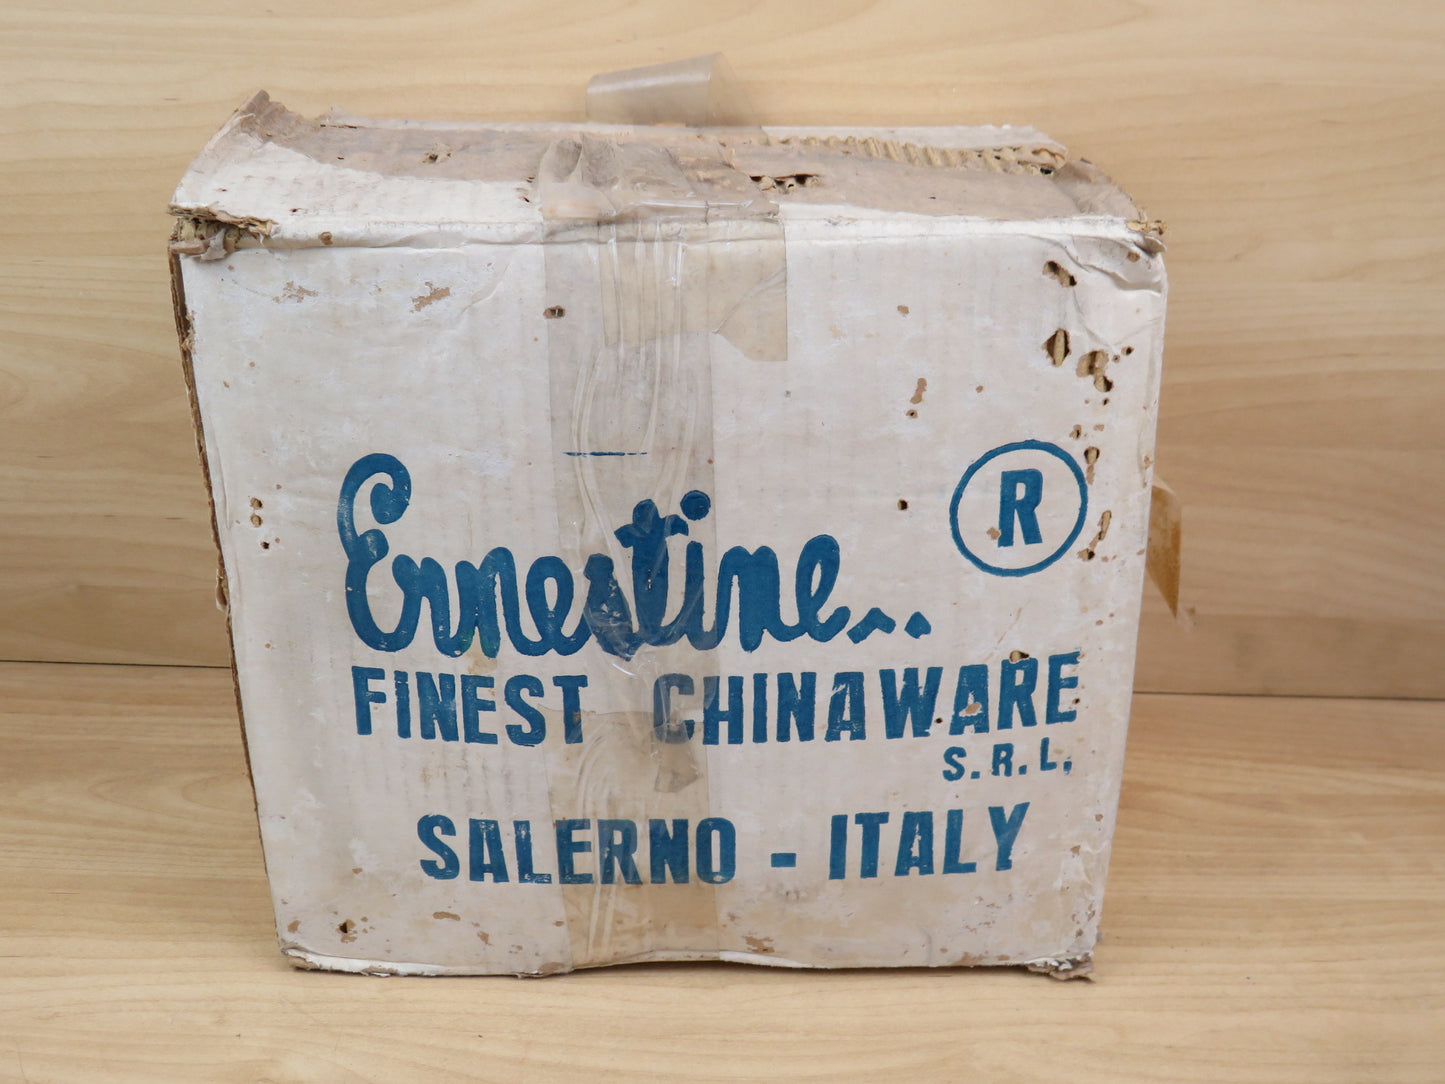 Ernestine... ®
FINEST CHINAWARE
S.R.L.
SALERNO - ITALY